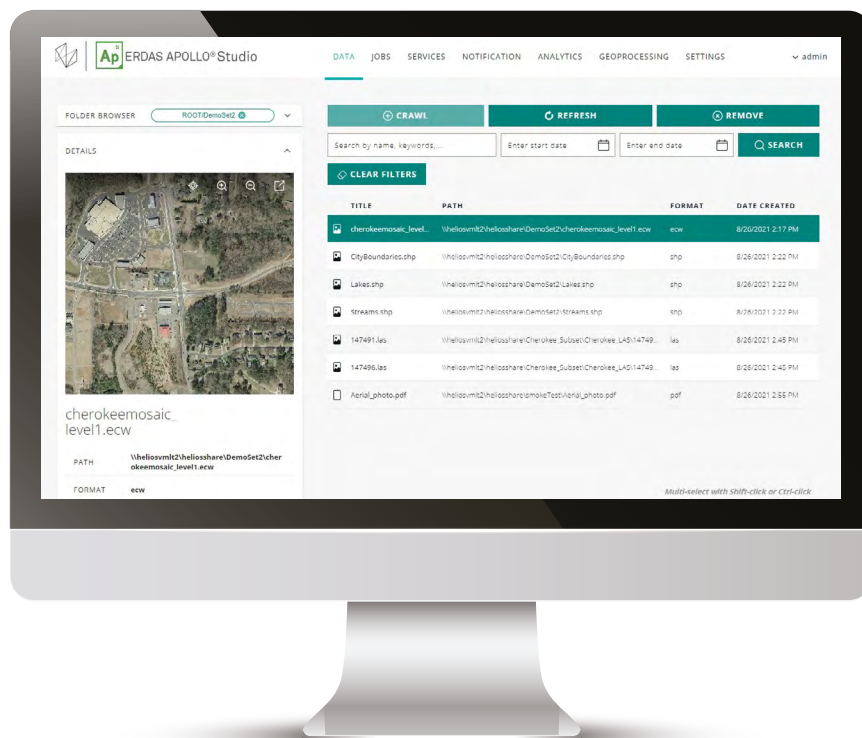 Ap ERDAS APOLLO® Studio
DATA JOBS SERVICES NOTIFICATION ANALYTICS GEOPROCESSING SETTINGS admin
FOLDER BROWSER ROOT/DemoSet2
CRAWL REFRESH REMOVE
DETAILS
Search by name, keywords,... Enter start date Enter end date SEARCH
CLEAR FILTERS
TITLE PATH FORMAT DATE CREATED
cherokeemosaic_level... \\heliosvmlt2\heliosshare\DemoSet2\cherokeemosaic_level1.ecw ecw 8/26/2021 2:17 PM
CityBoundaries.shp \\heliosvmlt2\heliosshare\DemoSet2\CityBoundaries.shp shp 8/26/2021 2:22 PM
Lakes.shp \\heliosvmlt2\heliosshare\DemoSet2\Lakes.shp shp 8/26/2021 2:22 PM
Streams.shp \\heliosvmlt2\heliosshare\DemoSet2\Streams.shp shp 8/26/2021 2:22 PM
147491.las \\heliosvmlt2\heliosshare\Cherokee_Subset\Cherokee_LAS\14749... las 8/26/2021 2:45 PM
147496.las \\heliosvmlt2\heliosshare\Cherokee_Subset\Cherokee_LAS\14749... las 8/26/2021 2:45 PM
Aerial_photo.pdf \\heliosvmlt2\heliosshare\smokeTest\Aerial_photo.pdf pdf 8/26/2021 2:55 PM
cherokeemosaic_
level1.ecw
PATH \\heliosvmlt2\heliosshare\DemoSet2\cher
okeemosaic_level1.ecw
FORMAT ecw
Multi-select with Shift-click or Ctrl-click